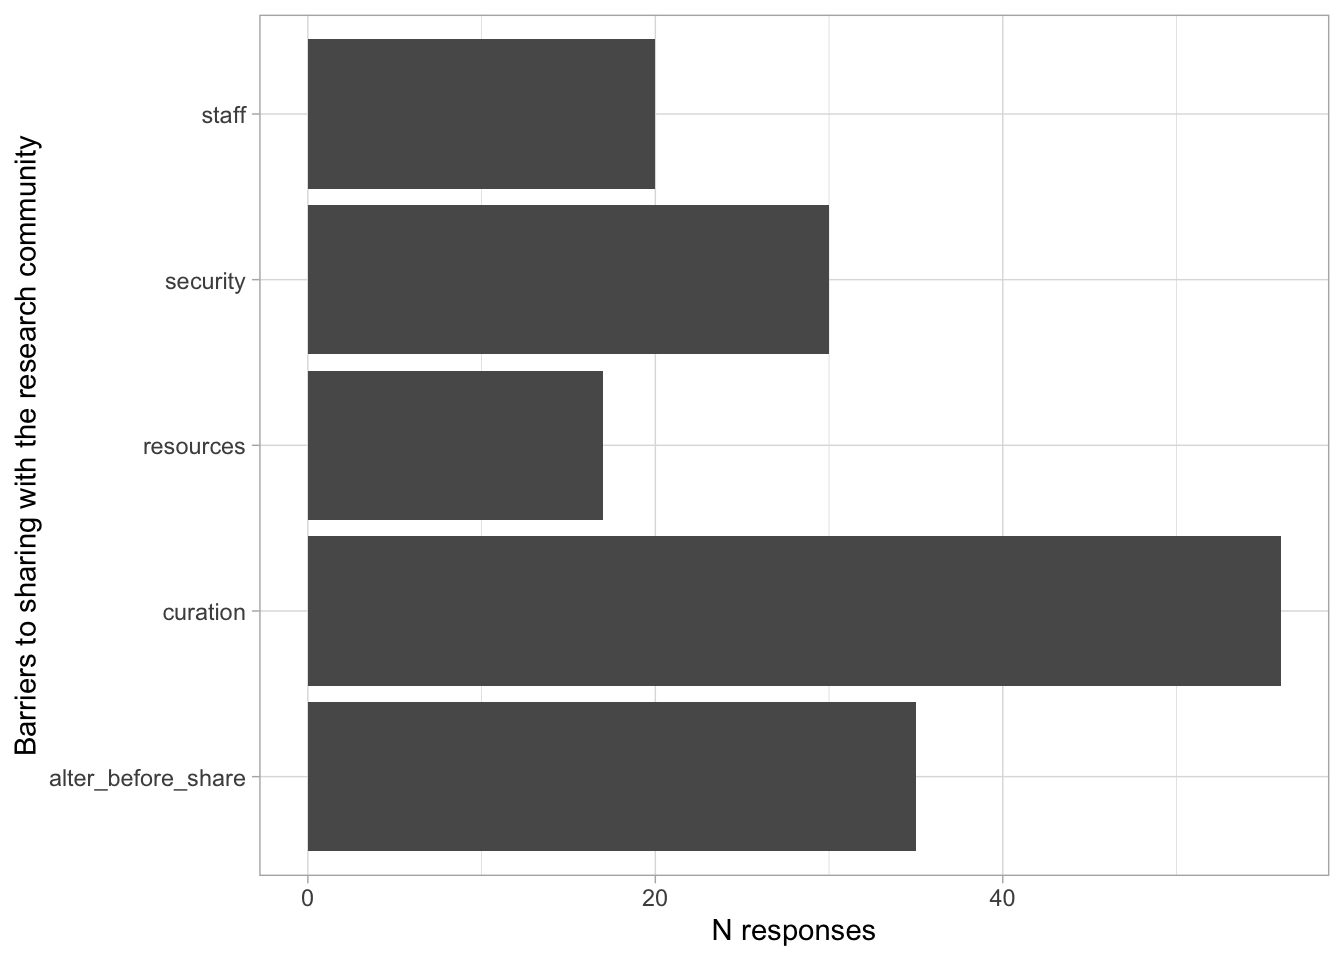 Barriers to sharing with the research community
staff
security
resources
curation
alter_before_share
0 20 40
N responses